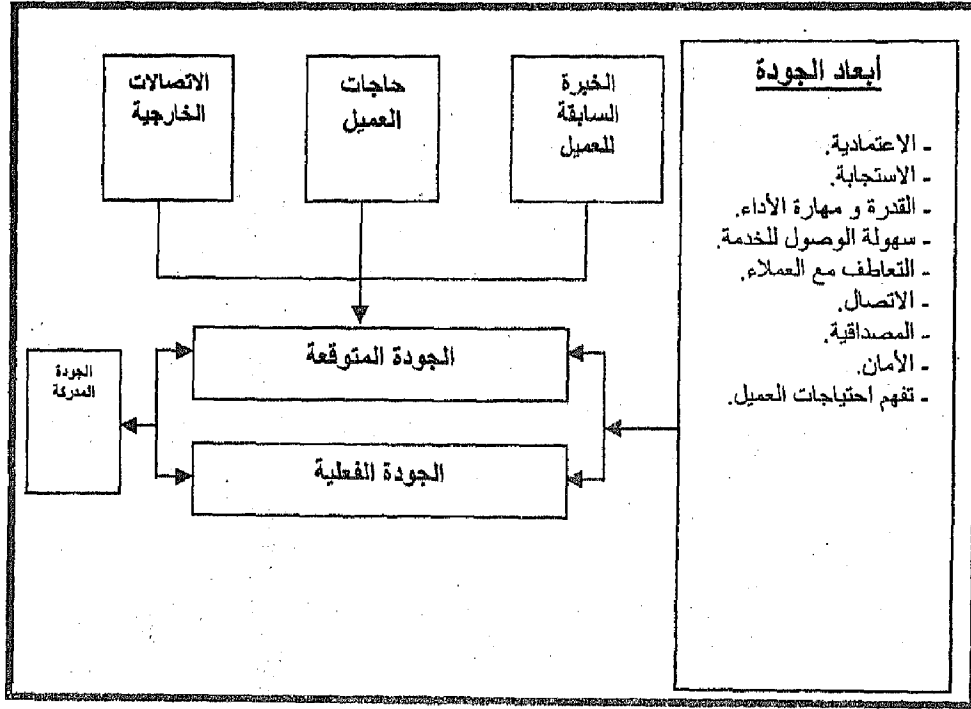 أبعاد الجودة
- الاعتمادية.
- الاستجابة.
- القدرة و مهارة الأداء.
- سهولة الوصول للخدمة.
- التعاطف مع العملاء.
- الاتصال.
- المصداقية.
- الأمان.
- تفهم احتياجات العميل.
الخبرة
السابقة
للعميل
حاجات
العميل
الاتصالات
الخارجية
الجودة المتوقعة
الجودة الفعلية
الجودة
المدركة